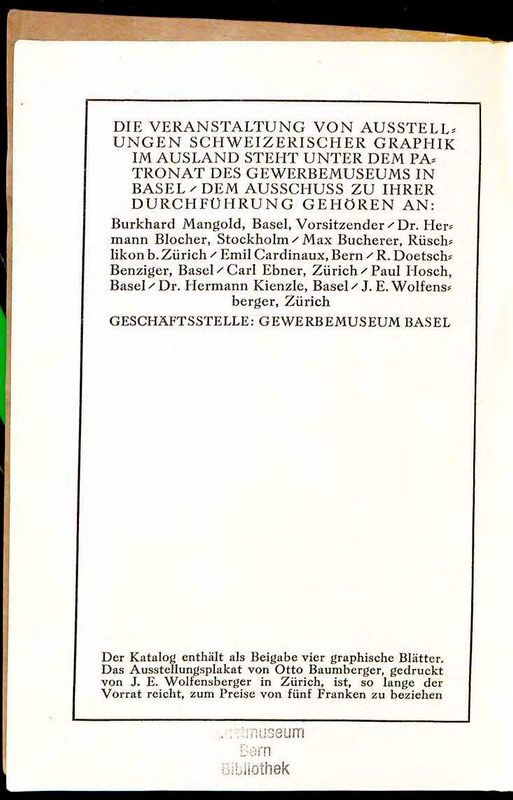 DIE VERANSTALTUNG VON AUSSTELL⸗
UNGEN SCHWEIZERISCHER GRAPHIK
IM AUSLAND STEHT UNTER DEM PA⸗
TRONAT DES GEWERBEMUSEUMS IN
BASEL / DEM AUSSCHUSS ZU IHRER
DURCHFÜHRUNG GEHÖREN AN:
Burkhard Mangold, Basel, Vorsitzender / Dr. Her⸗
mann Blocher, Stockholm / Max Bucherer, Rüsch⸗
likon b. Zürich / Emil Cardinaux, Bern / R. Doetsch⸗
Benziger, Basel / Carl Ebner, Zürich / Paul Hosch,
Basel / Dr. Hermann Kienzle, Basel / J. E. Wolfens⸗
berger, Zürich
GESCHÄFTSSTELLE: GEWERBEMUSEUM BASEL
Der Katalog enthält als Beigabe vier graphische Blätter.
Das Ausstellungsplakat von Otto Baumberger, gedruckt
von J. E. Wolfensberger in Zürich, ist, so lange der
Vorrat reicht, zum Preise von fünf Franken zu beziehen
Kunstmuseum
Bern
Bibliothek